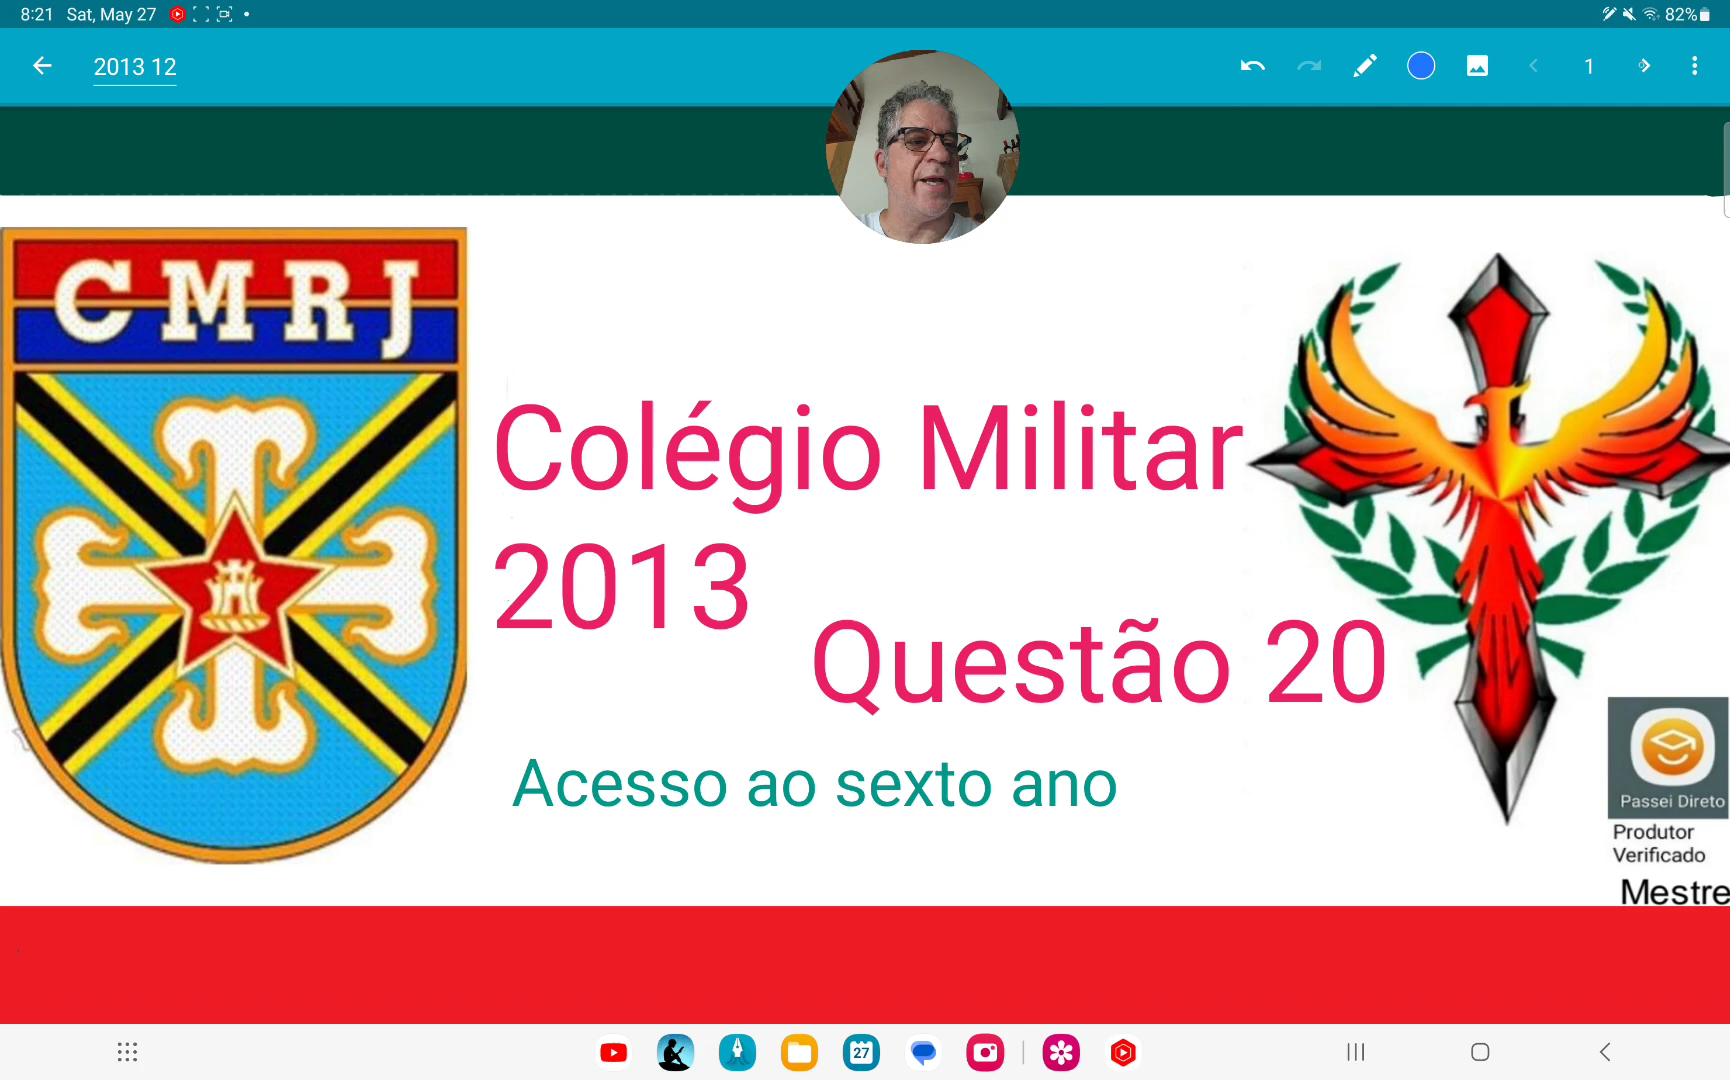 8:21 Sat, May 27
82%
2013 12
1
CMRJ
Colégio Militar
2013
Questão 20
Acesso ao sexto ano
Passei Direto
Produtor
Verificado
Mestre
27